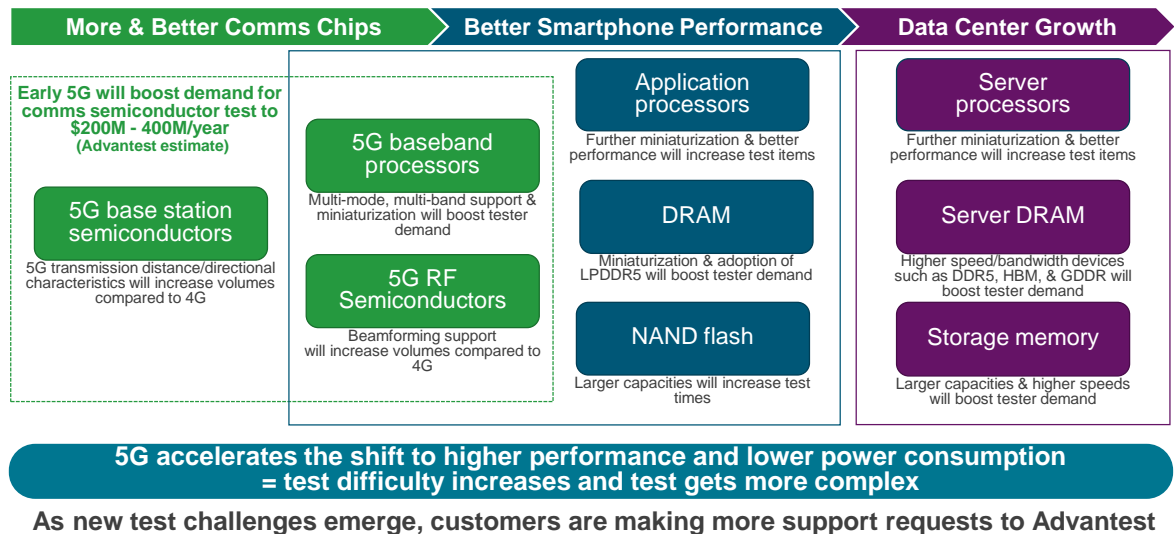 More & Better Comms Chips
Better Smartphone Performance
Data Center Growth
Early 5G will boost demand for
comms semiconductor test to
$200M - 400M/year
(Advantest estimate)
5G base station
semiconductors
5G transmission distance/directional
characteristics will increase volumes
compared to 4G
5G baseband
processors
Multi-mode, multi-band support &
miniaturization will boost tester
demand
5G RF
Semiconductors
Beamforming support
will increase volumes compared to
4G
Application
processors
Further miniaturization & better
performance will increase test items
DRAM
Miniaturization & adoption of
LPDDR5 will boost tester demand
NAND flash
Larger capacities will increase test
times
Server
processors
Further miniaturization & better
performance will increase test items
Server DRAM
Higher speed/bandwidth devices
such as DDR5, HBM, & GDDR will
boost tester demand
Storage memory
Larger capacities & higher speeds
will boost tester demand
5G accelerates the shift to higher performance and lower power consumption
= test difficulty increases and test gets more complex
As new test challenges emerge, customers are making more support requests to Advantest